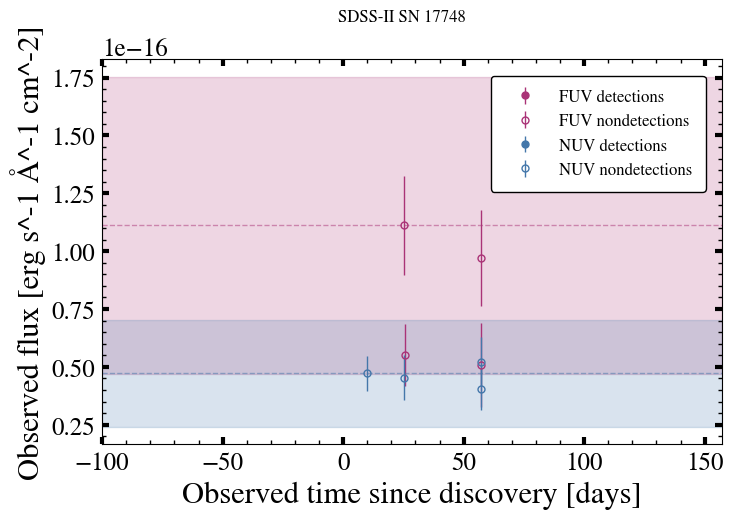 SDSS-II SN 17748
1e−16
Observed flux [erg s^-1 Å^-1 cm^-2]
1.75
1.50
1.25
1.00
0.75
0.50
0.25
FUV detections
FUV nondetections
NUV detections
NUV nondetections
−100 −50 0 50 100 150
Observed time since discovery [days]